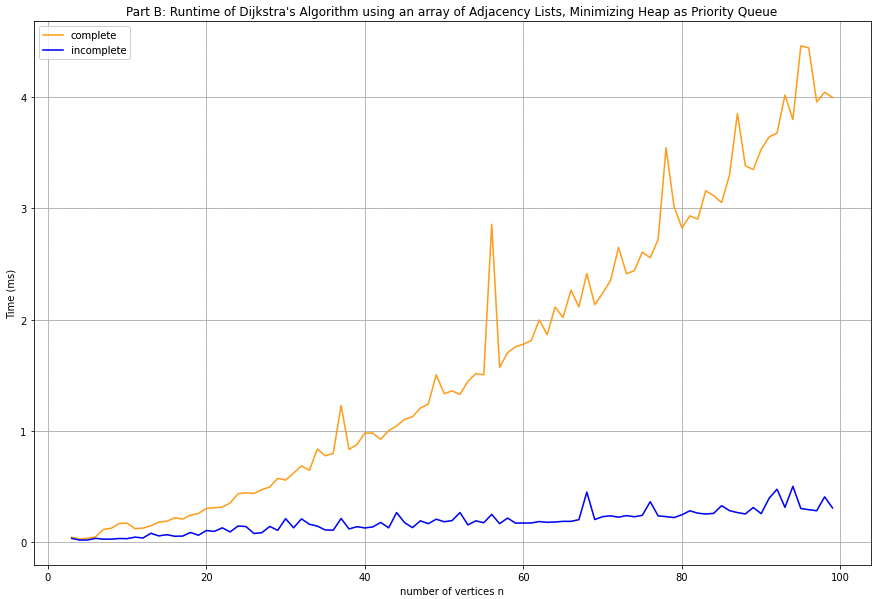 Part B: Runtime of Dijkstra's Algorithm using an array of Adjacency Lists, Minimizing Heap as Priority Queue
complete
incomplete
4
3
2
1
0
Time (ms)
0 20 40 60 80 100
number of vertices n